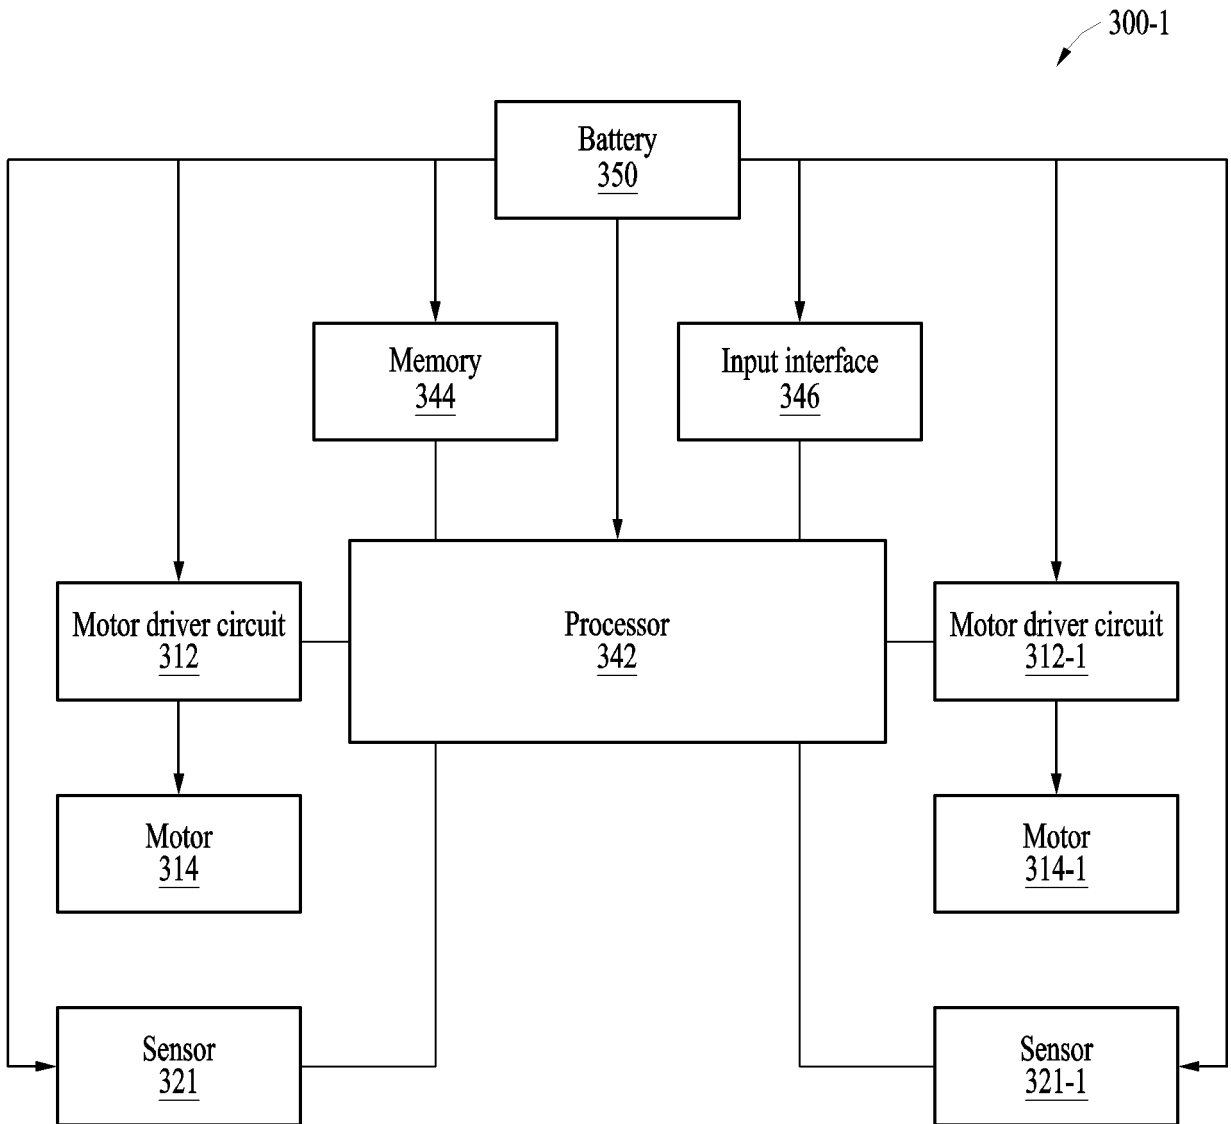 300-1
Battery
350
Memory
344
Input interface
346
Motor driver circuit
312
Processor
342
Motor driver circuit
312-1
Motor
314
Motor
314-1
Sensor
321
Sensor
321-1